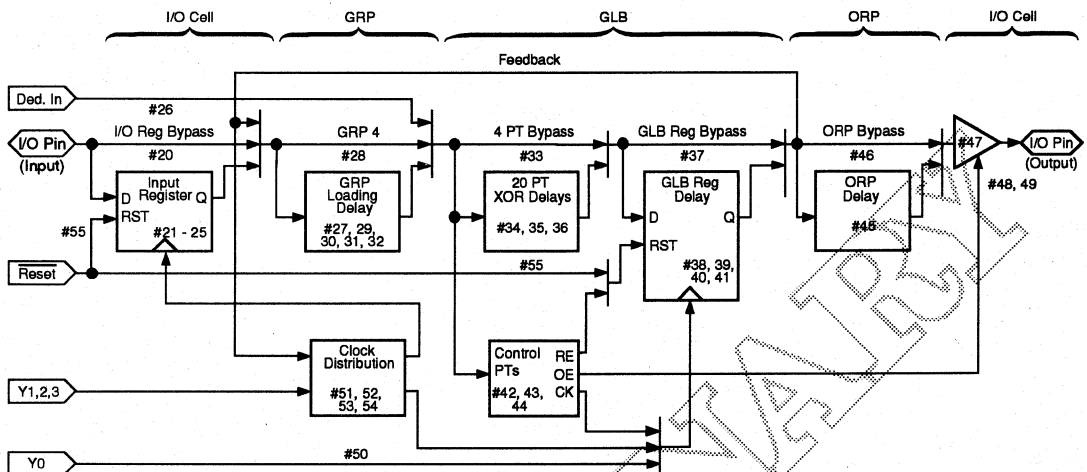 I/O Cell GRP GLB ORP I/O Cell
Feedback
Ded. In
#26
I/O Pin
(Input)
I/O Reg Bypass
#20
GRP 4
#28
4 PT Bypass
#33
GLB Reg Bypass
#37
ORP Bypass
#46
#47
I/O Pin
(Output)
#48, 49
Input
Register
D Q
RST
#21 - 25
#55
GRP
Loading
Delay
#27, 29,
30, 31, 32
20 PT
XOR Delays
#34, 35, 36
GLB Reg
Delay
D Q
RST
#38, 39,
40, 41
ORP
Delay
#45
Reset
#55
Clock
Distribution
#51, 52,
53, 54
Control
PTs
RE
OE
CK
#42, 43,
44
Y1,2,3
Y0
#50